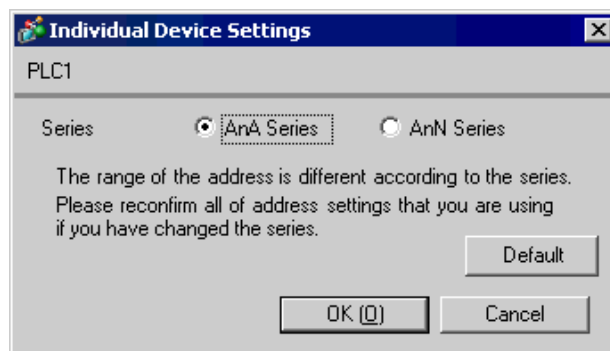 Individual Device Settings
PLC1
Series AnA Series AnN Series
The range of the address is different according to the series.
Please reconfirm all of address settings that you are using
if you have changed the series.
Default
OK (O) Cancel